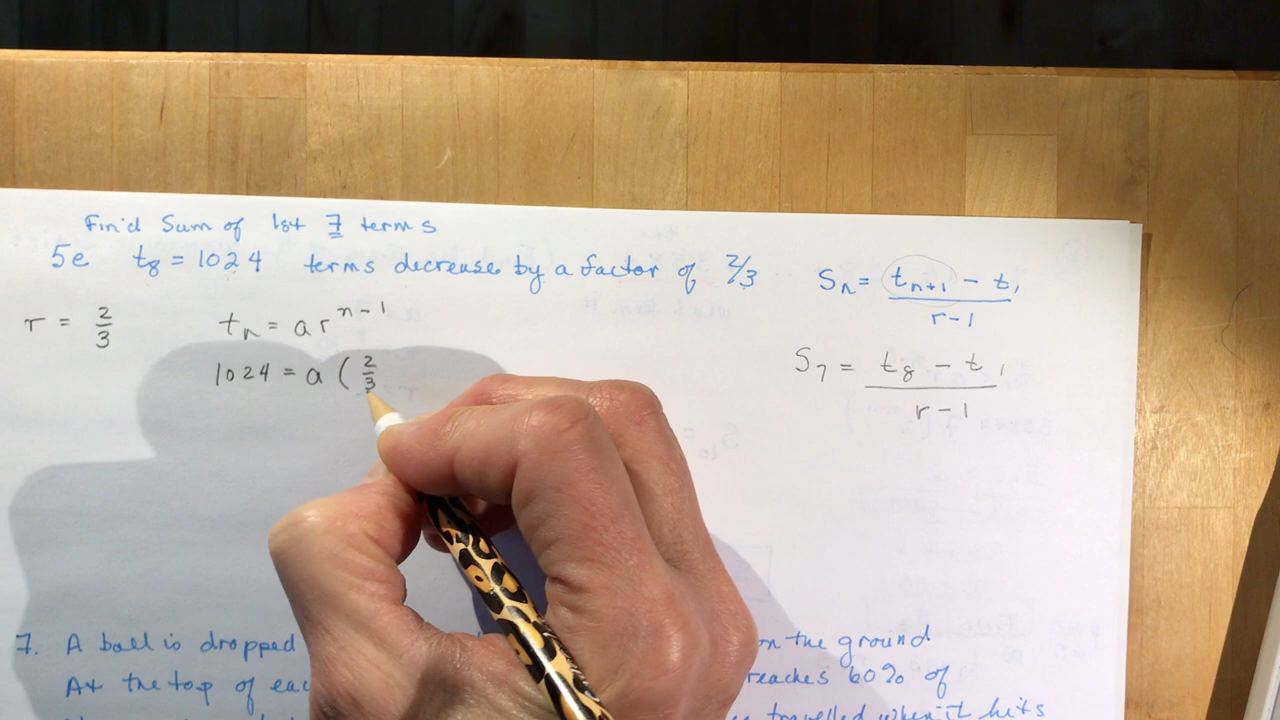 Find Sum of 1st 7 terms
5e t₈ = 1024 terms decrease by a factor of 2/3
Sₙ = (tₙ₊₁ - t₁)/(r-1)
r = 2/3
tₙ = arⁿ⁻¹
1024 = a (2/3
S₇ = (t₈ - t₁)/(r-1)
7. A ball is dropped on the ground
At the top of eac reaches 60% of
travelled when it hits